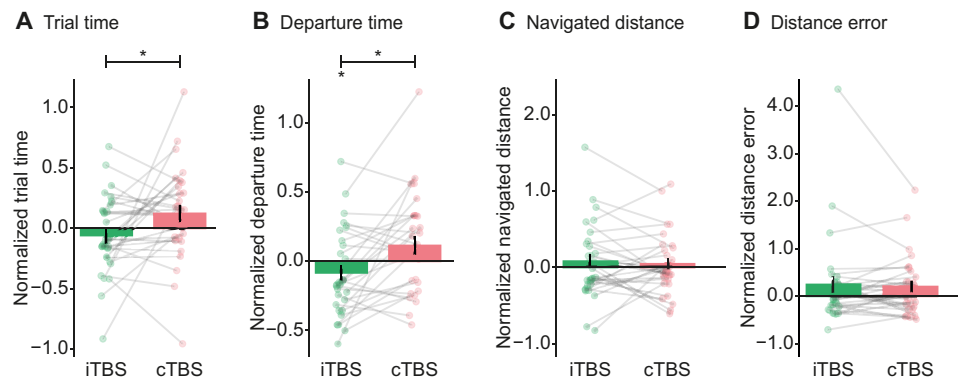 A Trial time
*
Normalized trial time
1.0
0.5
0.0
−0.5
−1.0
iTBS cTBS
B Departure time
*
*
Normalized departure time
1.0
0.5
0.0
−0.5
iTBS cTBS
C Navigated distance
Normalized navigated distance
2.0
1.0
0.0
−1.0
iTBS cTBS
D Distance error
Normalized distance error
4.0
3.0
2.0
1.0
0.0
−1.0
iTBS cTBS